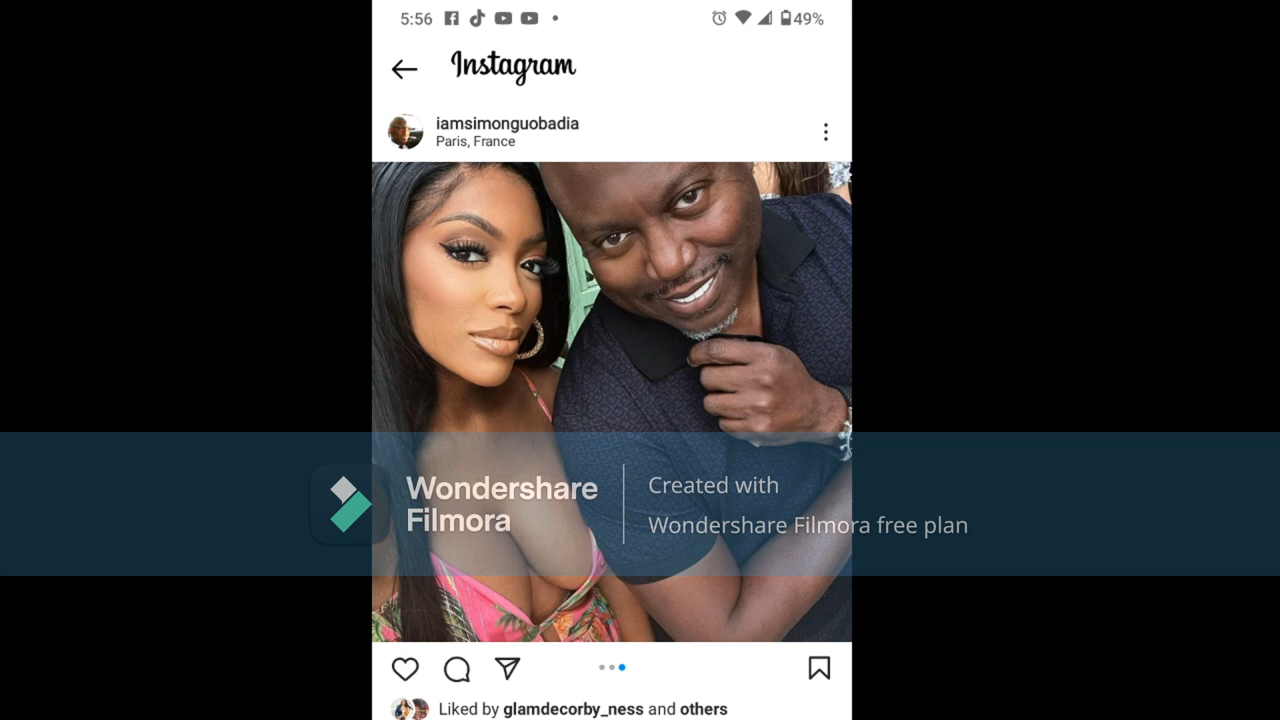 5:56
49%
Instagram
iamsimonguobadia
Paris, France
Wondershare
Filmora
Created with
Wondershare Filmora free plan
Liked by glamdecorby_ness and others